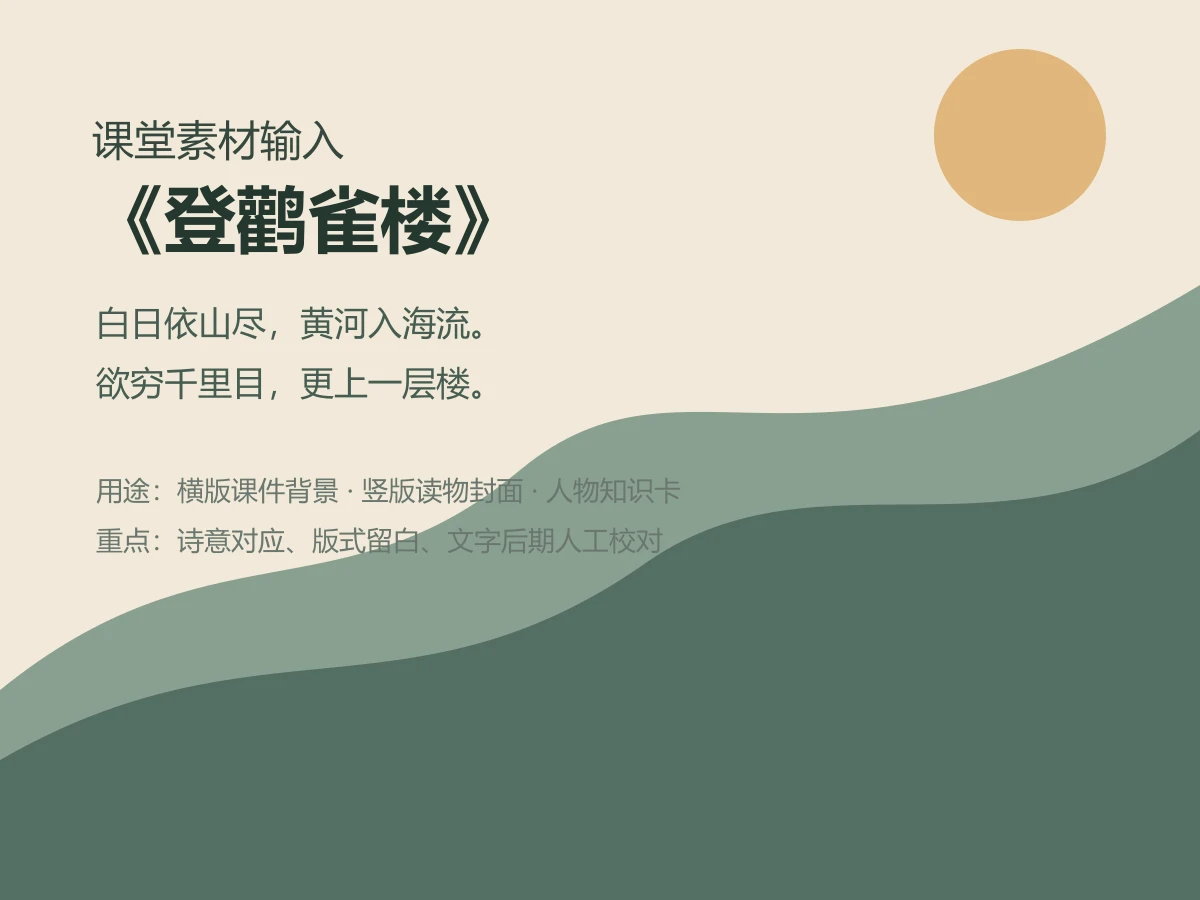 课堂素材输入
《登鹳雀楼》
白日依山尽，黄河入海流。
欲穷千里目，更上一层楼。
用途：横版课件背景 · 竖版读物封面 · 人物知识卡
重点：诗意对应、版式留白、文字后期人工校对